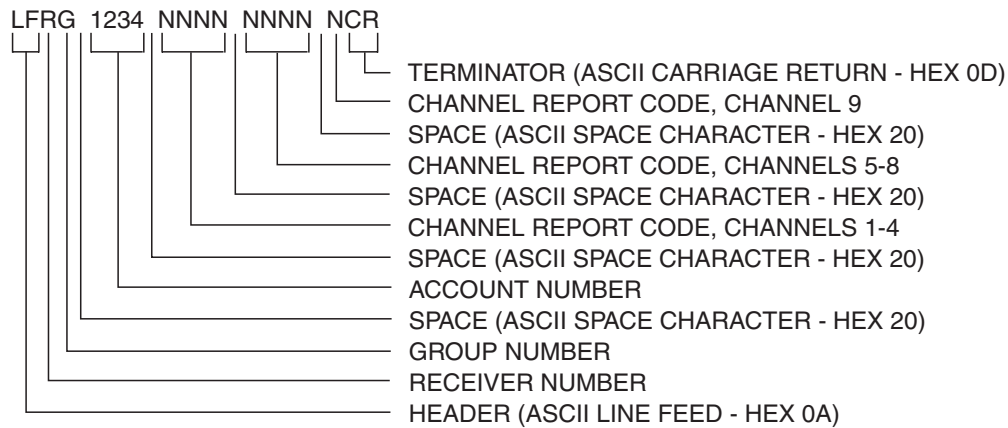 LFRG 1234 NNNN NNNN NCR
TERMINATOR (ASCII CARRIAGE RETURN - HEX 0D)
CHANNEL REPORT CODE, CHANNEL 9
SPACE (ASCII SPACE CHARACTER - HEX 20)
CHANNEL REPORT CODE, CHANNELS 5-8
SPACE (ASCII SPACE CHARACTER - HEX 20)
CHANNEL REPORT CODE, CHANNELS 1-4
SPACE (ASCII SPACE CHARACTER - HEX 20)
ACCOUNT NUMBER
SPACE (ASCII SPACE CHARACTER - HEX 20)
GROUP NUMBER
RECEIVER NUMBER
HEADER (ASCII LINE FEED - HEX 0A)